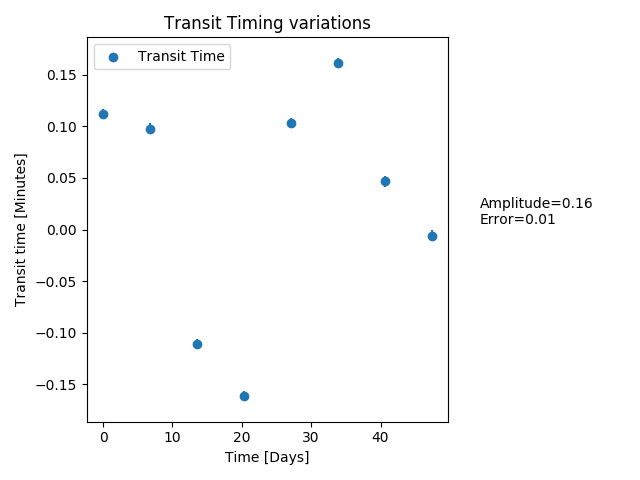 Transit Timing variations
Transit Time
0.15
0.10
0.05
0.00
−0.05
−0.10
−0.15
Transit time [Minutes]
Amplitude=0.16
Error=0.01
0 10 20 30 40
Time [Days]